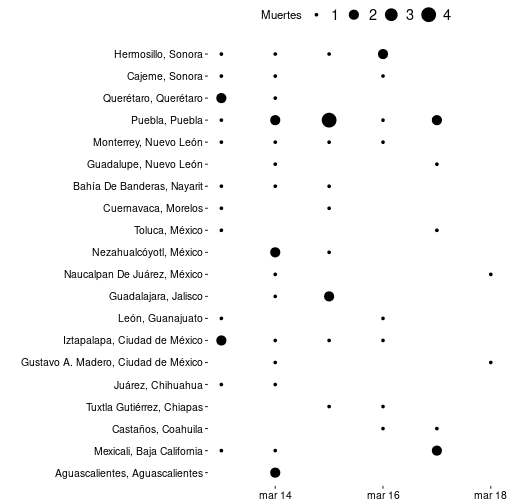 Muertes 1 2 3 4
Hermosillo, Sonora
Cajeme, Sonora
Querétaro, Querétaro
Puebla, Puebla
Monterrey, Nuevo León
Guadalupe, Nuevo León
Bahía De Banderas, Nayarit
Cuernavaca, Morelos
Toluca, México
Nezahualcóyotl, México
Naucalpan De Juárez, México
Guadalajara, Jalisco
León, Guanajuato
Iztapalapa, Ciudad de México
Gustavo A. Madero, Ciudad de México
Juárez, Chihuahua
Tuxtla Gutiérrez, Chiapas
Castaños, Coahuila
Mexicali, Baja California
Aguascalientes, Aguascalientes
mar 14 mar 16 mar 18